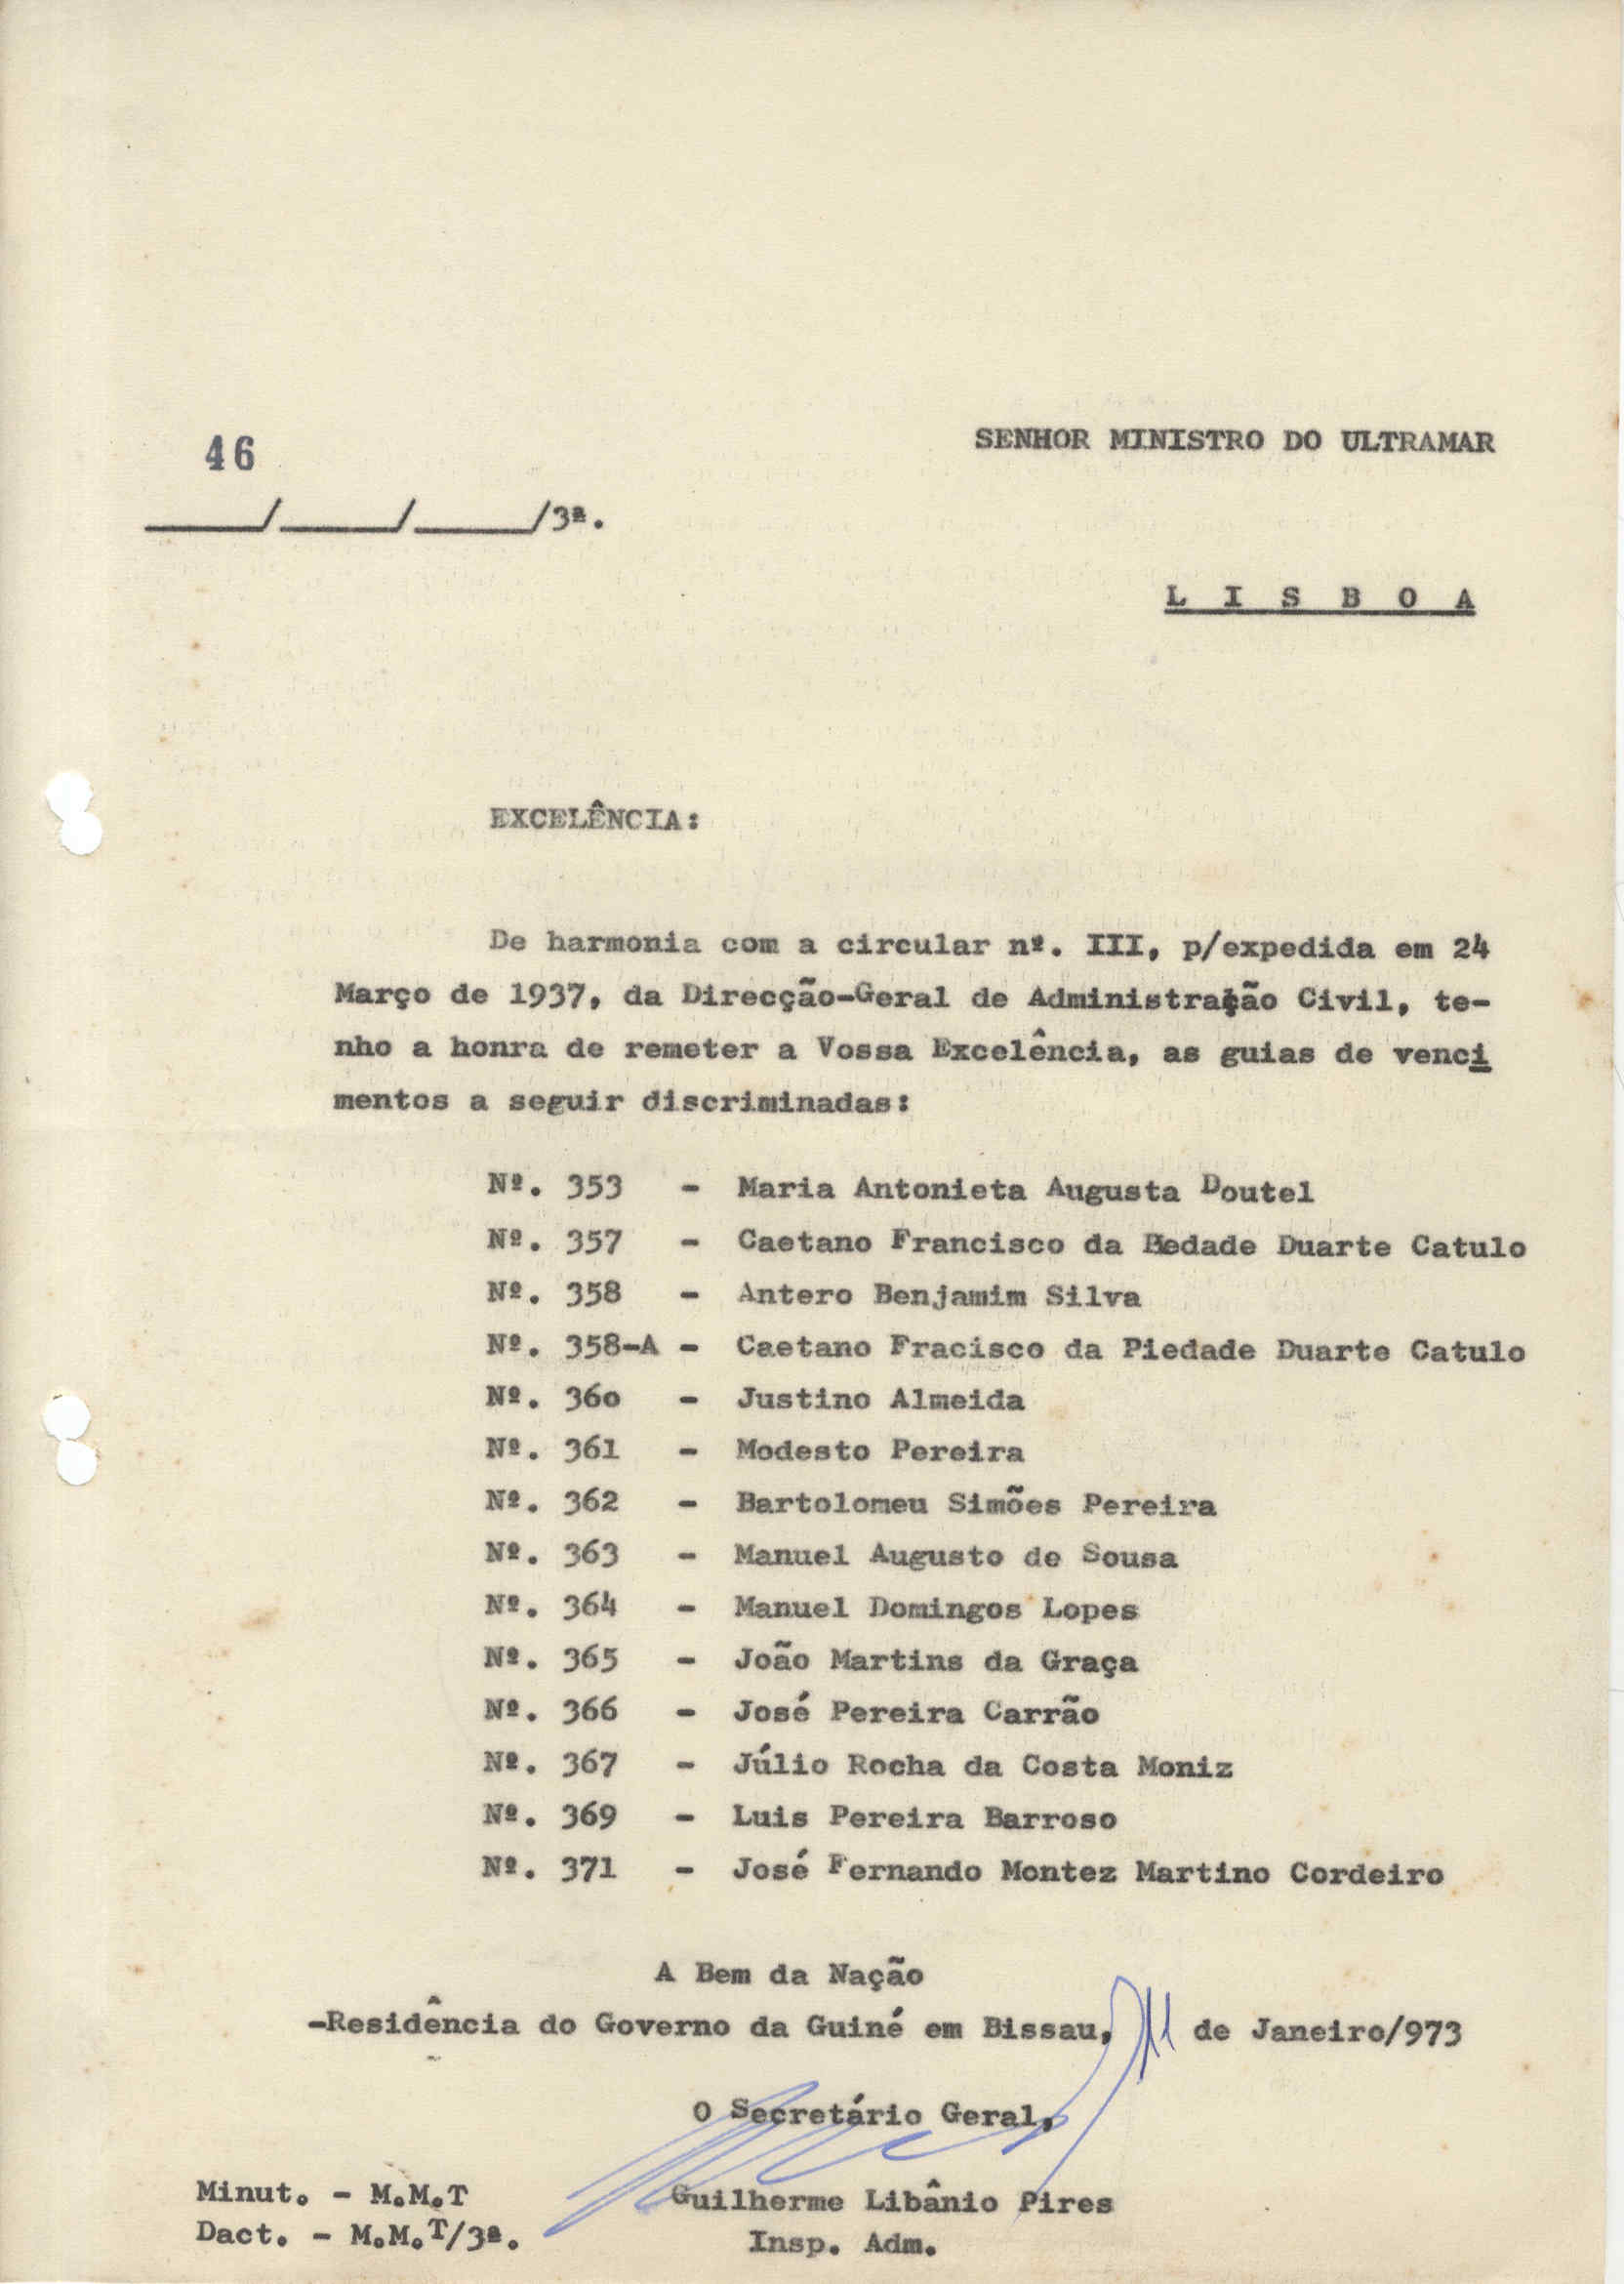 46
SENHOR MINISTRO DO ULTRAMAR
_____/_____/_____/3ª.
L I S B O A
EXCELÊNCIA:
De harmonia com a circular nº. III, p/expedida em 24
Março de 1937, da Direcção-Geral de Administração Civil, te-
nho a honra de remeter a Vossa Excelência, as guias de venci
mentos a seguir discriminadas:
Nº. 353 - Maria Antonieta Augusta Doutel
Nº. 357 - Caetano Francisco da Piedade Duarte Catulo
Nº. 358 - Antero Benjamim Silva
Nº. 358-A - Caetano Fracisco da Piedade Duarte Catulo
Nº. 360 - Justino Almeida
Nº. 361 - Modesto Pereira
Nº. 362 - Bartolomeu Simões Pereira
Nº. 363 - Manuel Augusto de Sousa
Nº. 364 - Manuel Domingos Lopes
Nº. 365 - João Martins da Graça
Nº. 366 - José Pereira Carrão
Nº. 367 - Júlio Rocha da Costa Moniz
Nº. 369 - Luis Pereira Barroso
Nº. 371 - José Fernando Montez Martino Cordeiro
A Bem da Nação
-Residência do Governo da Guiné em Bissau, 11 de Janeiro/973
O Secretário Geral,
Guilherme Libânio Pires
Insp. Adm.
Minut. - M.M.T
Dact. - M.M.T/3ª.